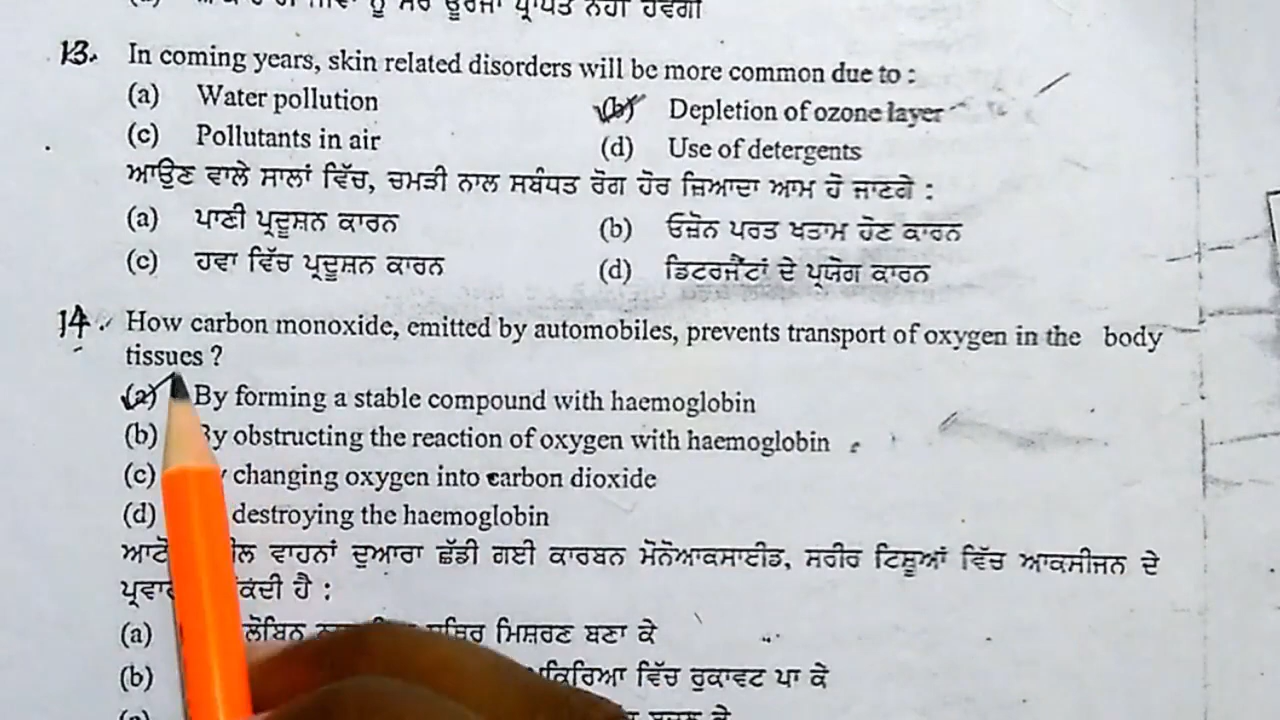 ਨੂੰ ਸੌਰ ਊਰਜਾ ਪ੍ਰਾਪਤ ਨਹੀਂ ਹੋਵੇਗੀ
13. In coming years, skin related disorders will be more common due to :
(a) Water pollution (b) Depletion of ozone layer
(c) Pollutants in air (d) Use of detergents
ਆਉਣ ਵਾਲੇ ਸਾਲਾਂ ਵਿੱਚ, ਚਮੜੀ ਨਾਲ ਸਬੰਧਤ ਰੋਗ ਹੋਰ ਜ਼ਿਆਦਾ ਆਮ ਹੋ ਜਾਣਗੇ :
(a) ਪਾਣੀ ਪ੍ਰਦੂਸ਼ਨ ਕਾਰਨ (b) ਓਜ਼ੋਨ ਪਰਤ ਖਤਾਮ ਹੋਣ ਕਾਰਨ
(c) ਹਵਾ ਵਿੱਚ ਪ੍ਰਦੂਸ਼ਨ ਕਾਰਨ (d) ਡਿਟਰਜੈਂਟਾਂ ਦੇ ਪ੍ਰਯੋਗ ਕਾਰਨ
14. How carbon monoxide, emitted by automobiles, prevents transport of oxygen in the body
tissues ?
(a) By forming a stable compound with haemoglobin
(b) By obstructing the reaction of oxygen with haemoglobin
(c) changing oxygen into carbon dioxide
(d) destroying the haemoglobin
ਵਾਹਨਾਂ ਦੁਆਰਾ ਛੱਡੀ ਗਈ ਕਾਰਬਨ ਮੋਨੋਆਕਸਾਈਡ, ਸਰੀਰ ਟਿਸ਼ੂਆਂ ਵਿੱਚ ਆਕਸੀਜਨ ਦੇ
ਹੈ :
(a) ਮਿਸ਼ਰਣ ਬਣਾ ਕੇ
(b) ਵਿੱਚ ਰੁਕਾਵਟ ਪਾ ਕੇ